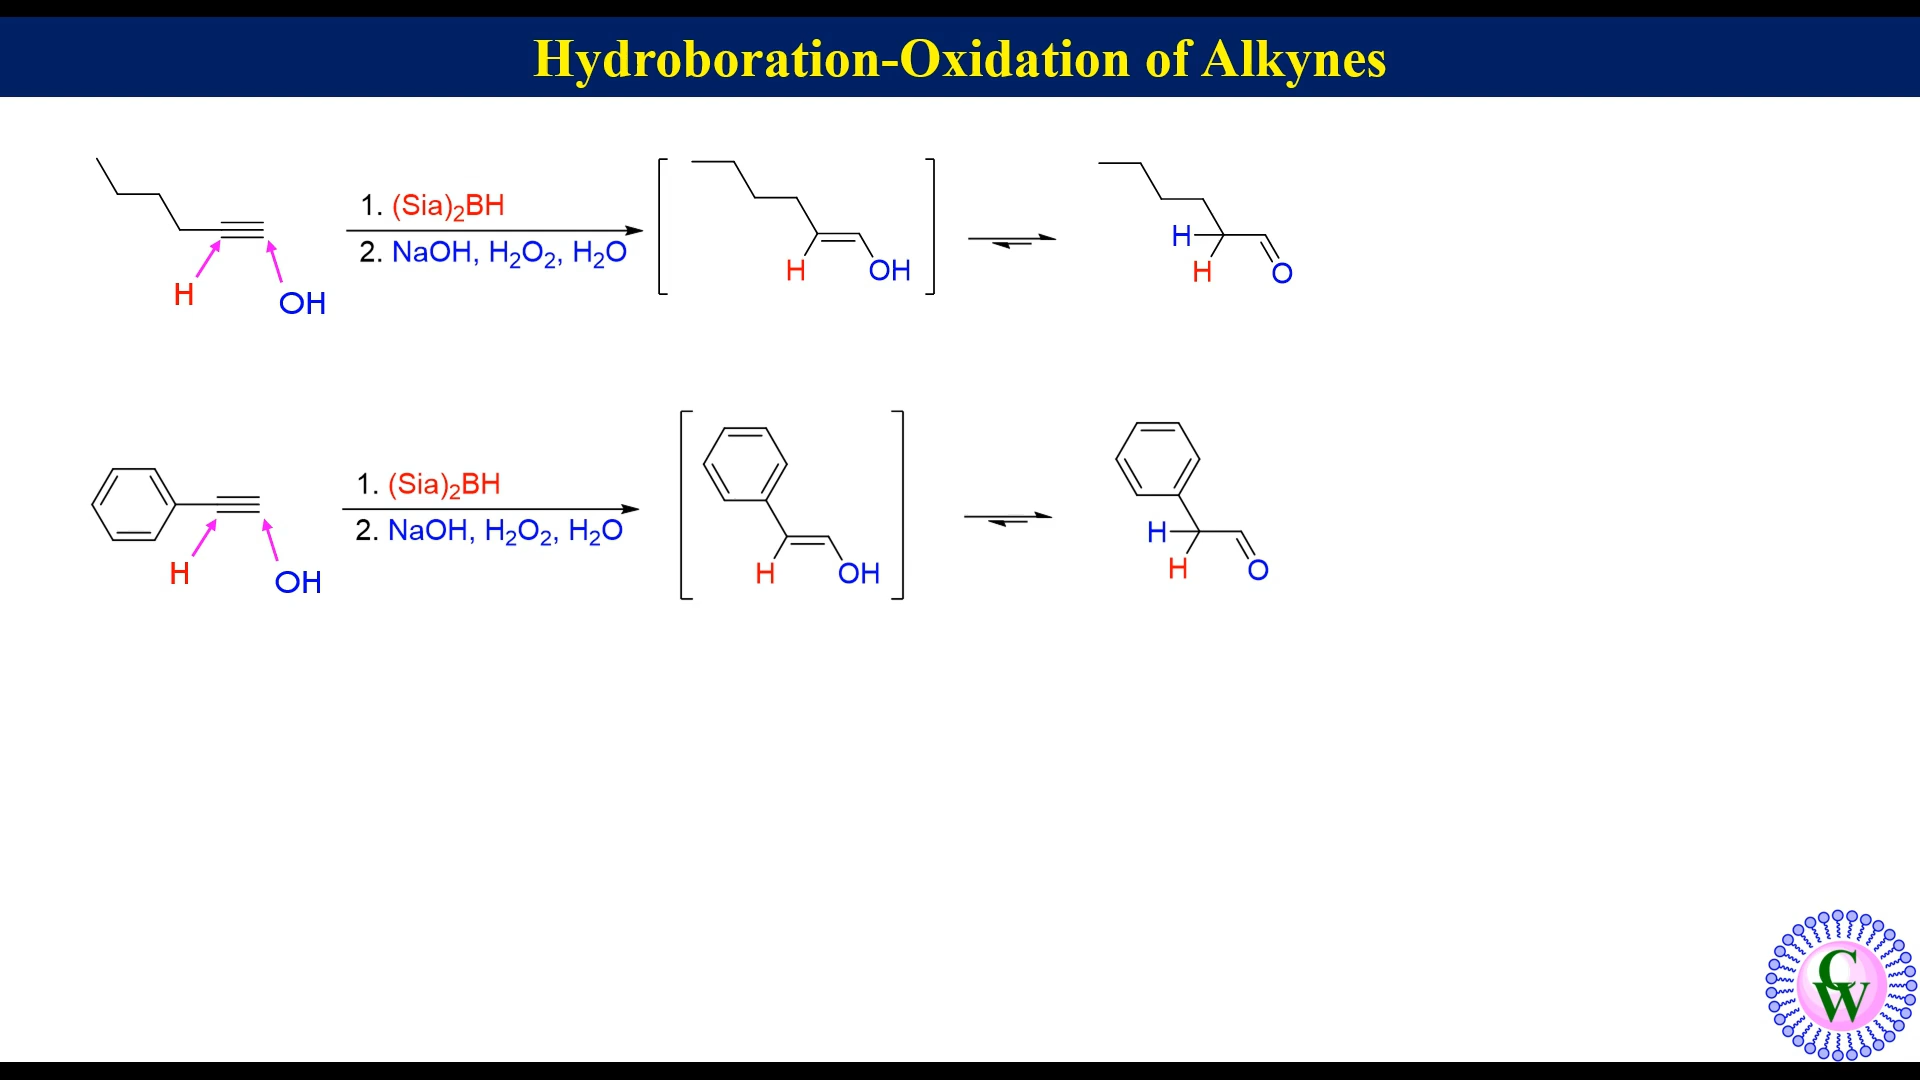 Hydroboration-Oxidation of Alkynes
1. (Sia)₂BH
2. NaOH, H₂O₂, H₂O
H
OH
H
OH
H
H
O
1. (Sia)₂BH
2. NaOH, H₂O₂, H₂O
H
OH
H
OH
H
H
O
CW